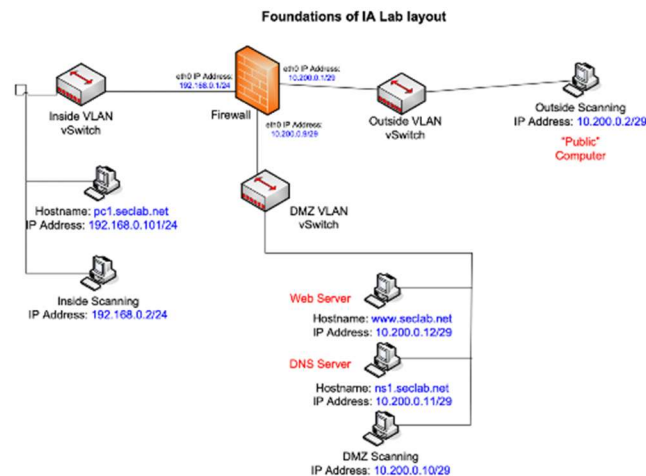 Foundations of IA Lab layout
eth0 IP Address:
192.168.0.1/24
eth0 IP Address:
10.200.0.1/29
Inside VLAN
vSwitch
Firewall
eth0 IP Address:
10.200.0.9/29
Outside VLAN
vSwitch
Outside Scanning
IP Address: 10.200.0.2/29
"Public"
Computer
Hostname: pc1.seclab.net
IP Address: 192.168.0.101/24
DMZ VLAN
vSwitch
Inside Scanning
IP Address: 192.168.0.2/24
Web Server
Hostname: www.seclab.net
IP Address: 10.200.0.12/29
DNS Server
Hostname: ns1.seclab.net
IP Address: 10.200.0.11/29
DMZ Scanning
IP Address: 10.200.0.10/29